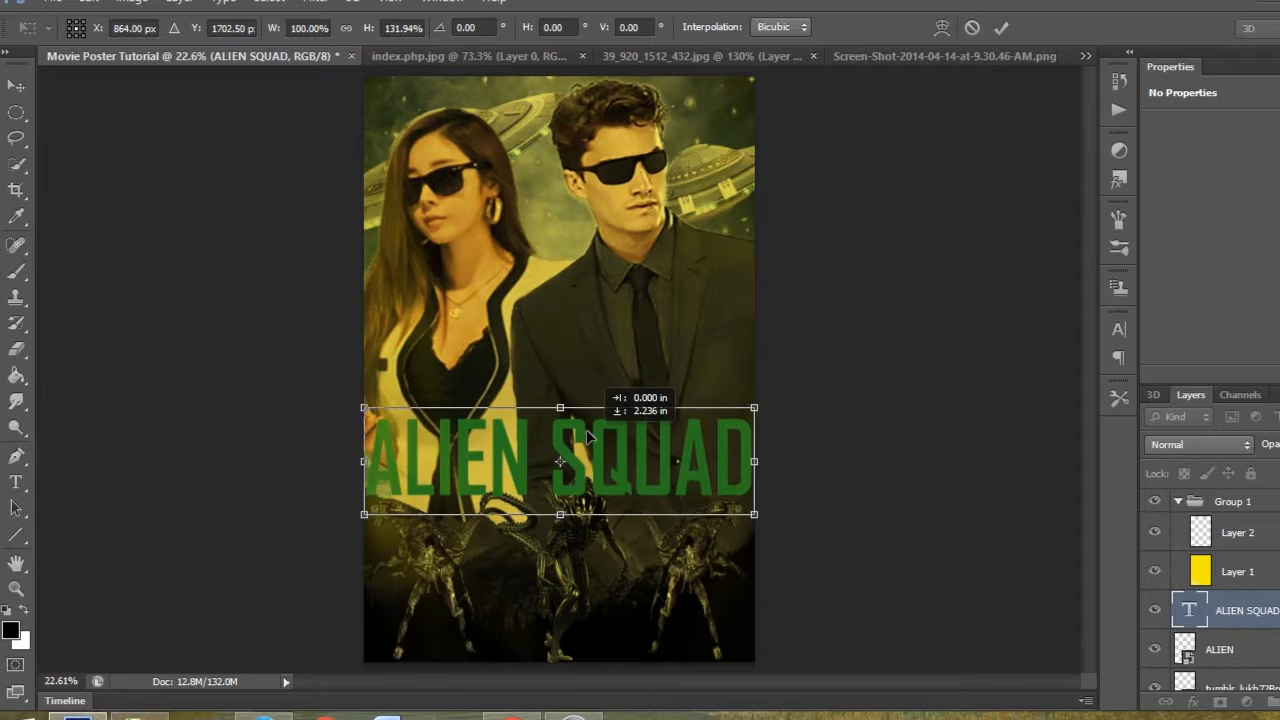 X: 864.00 px Y: 1702.50 p: W: 100.00% H: 131.94% 0.00 ° H: 0.00 ° V: 0.00 ° Interpolation: Bicubic 3D
Movie Poster Tutorial @ 22.6% (ALIEN SQUAD, RGB/8) * × index.php.jpg @ 73.3% (Layer 0, RG... × 39_920_1512_432.jpg @ 130% (Layer ... × Screen-Shot-2014-04-14-at-9.30.46-AM.png
Properties
No Properties
0.000 in
2.236 in
ALIEN SQUAD
3D Layers Channels
Kind
Normal Opa
Lock:
Group 1
Layer 2
Layer 1
T ALIEN SQUAD
ALIEN
22.61% Doc: 12.8M/132.0M
Timeline